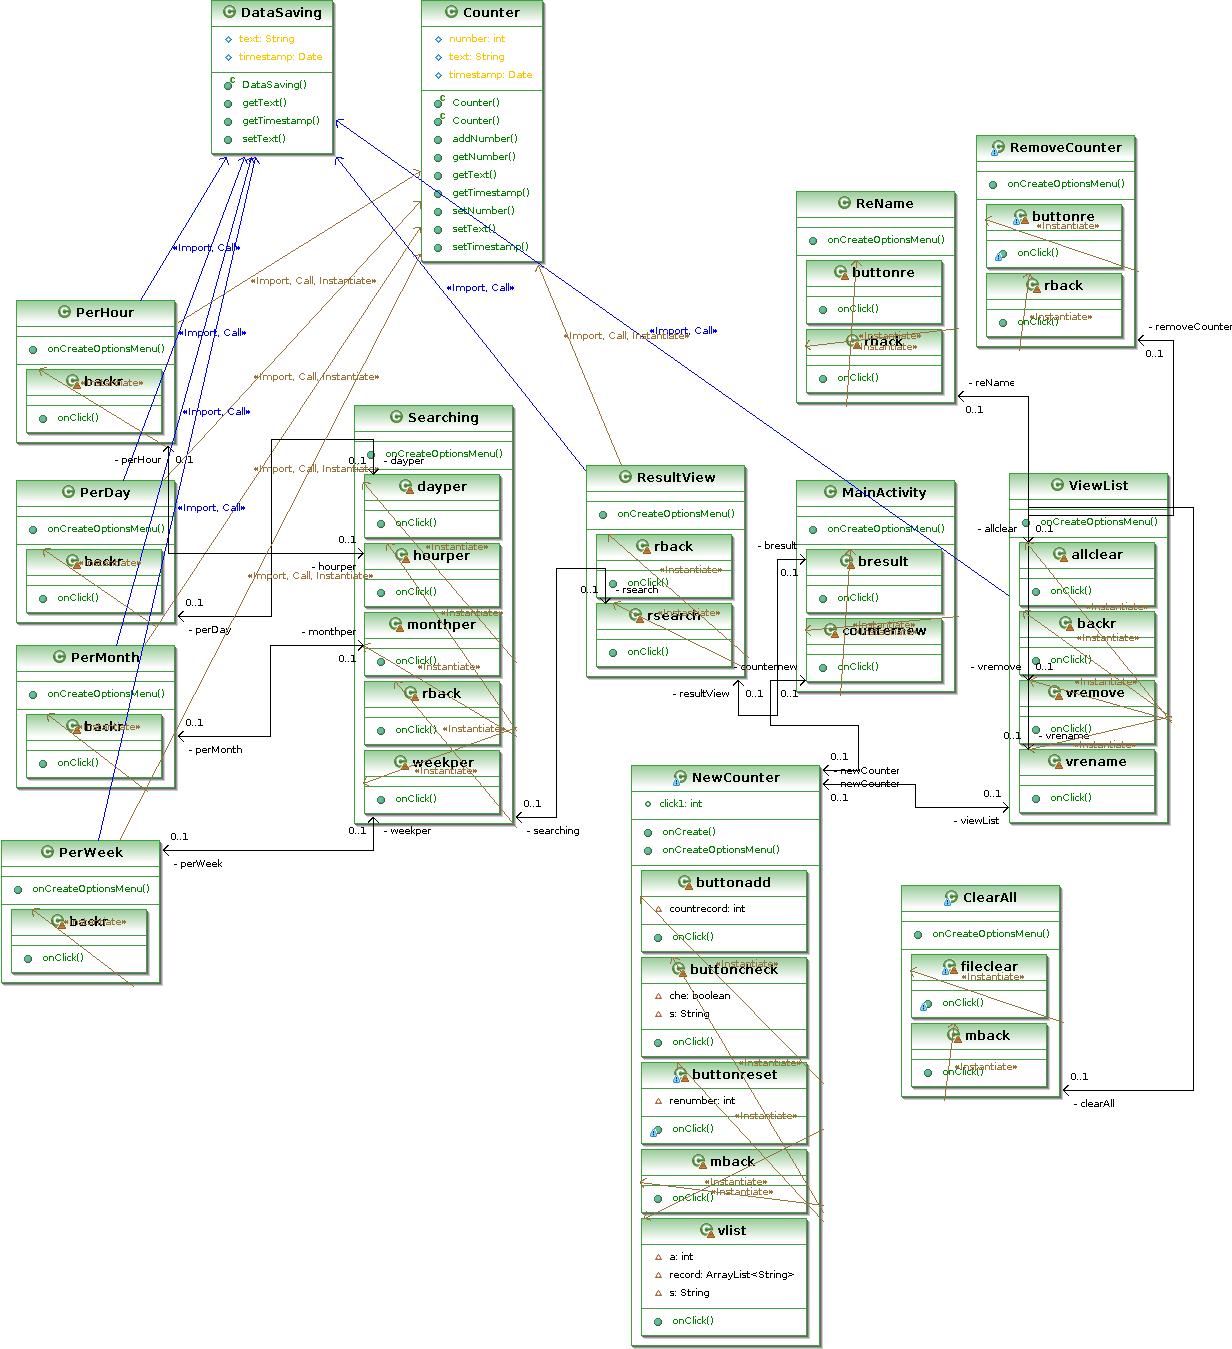 DataSaving
text: String
timestamp: Date
DataSaving()
getText()
getTimestamp()
setText()
Counter
number: int
text: String
timestamp: Date
Counter()
Counter()
addNumber()
getNumber()
getText()
getTimestamp()
setNumber()
setText()
setTimestamp()
RemoveCounter
onCreateOptionsMenu()
buttonre
«Instantiate»
onClick()
rback
«Instantiate»
onClick()
- removeCounter
0..1
ReName
onCreateOptionsMenu()
buttonre
onClick()
rback
«Instantiate»
«Instantiate»
onClick()
- reName
0..1
«Import, Call»
«Import, Call, Instantiate»
«Import, Call»
«Import, Call, Instantiate»
«Import, Call»
«Import, Call, Instantiate»
«Import, Call»
«Import, Call, Instantiate»
«Import, Call»
«Import, Call, Instantiate»
«Import, Call»
PerHour
onCreateOptionsMenu()
backr
«Instantiate»
onClick()
- perHour
0..1
PerDay
onCreateOptionsMenu()
backr
«Instantiate»
onClick()
0..1
- perDay
PerMonth
onCreateOptionsMenu()
backr
«Instantiate»
onClick()
0..1
- perMonth
PerWeek
onCreateOptionsMenu()
backr
«Instantiate»
onClick()
0..1
- perWeek
Searching
onCreateOptionsMenu()
0..1
- dayper
dayper
onClick()
«Instantiate»
0..1
- hourper
hourper
onClick()
«Instantiate»
- monthper
0..1
monthper
onClick()
«Instantiate»
rback
onClick()
«Instantiate»
weekper
«Instantiate»
onClick()
0..1
- weekper
0..1
- searching
ResultView
onCreateOptionsMenu()
rback
«Instantiate»
onClick()
0..1
- rsearch
rsearch
«Instantiate»
onClick()
- resultView
0..1
MainActivity
onCreateOptionsMenu()
- bresult
0..1
bresult
onClick()
counternew
«Instantiate»
«Instantiate»
onClick()
- counternew
0..1
ViewList
onCreateOptionsMenu()
- allclear
0..1
allclear
onClick()
«Instantiate»
backr
«Instantiate»
onClick()
- vremove
0..1
«Instantiate»
vremove
onClick()
0..1
- vrename
«Instantiate»
vrename
onClick()
0..1
- viewList
NewCounter
0..1
- newCounter
- newCounter
0..1
click1: int
onCreate()
onCreateOptionsMenu()
buttonadd
countrecord: int
onClick()
buttoncheck
«Instantiate»
che: boolean
s: String
onClick()
«Instantiate»
buttonreset
renumber: int
«Instantiate»
onClick()
mback
«Instantiate»
«Instantiate»
onClick()
vlist
a: int
record: ArrayList<String>
s: String
onClick()
ClearAll
onCreateOptionsMenu()
fileclear
«Instantiate»
onClick()
mback
«Instantiate»
onClick()
0..1
- clearAll